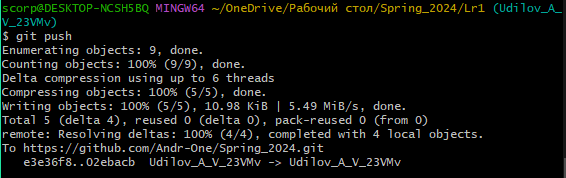 scorp@DESKTOP-NCSH5BQ MINGW64 ~/OneDrive/Рабочий стол/Spring_2024/Lr1 (Udilov_A_
V_23VMv)
$ git push
Enumerating objects: 9, done.
Counting objects: 100% (9/9), done.
Delta compression using up to 6 threads
Compressing objects: 100% (5/5), done.
Writing objects: 100% (5/5), 10.98 KiB | 5.49 MiB/s, done.
Total 5 (delta 4), reused 0 (delta 0), pack-reused 0 (from 0)
remote: Resolving deltas: 100% (4/4), completed with 4 local objects.
To https://github.com/Andr-One/Spring_2024.git
   e3e36f8..02ebacb  Udilov_A_V_23VMv -> Udilov_A_V_23VMv